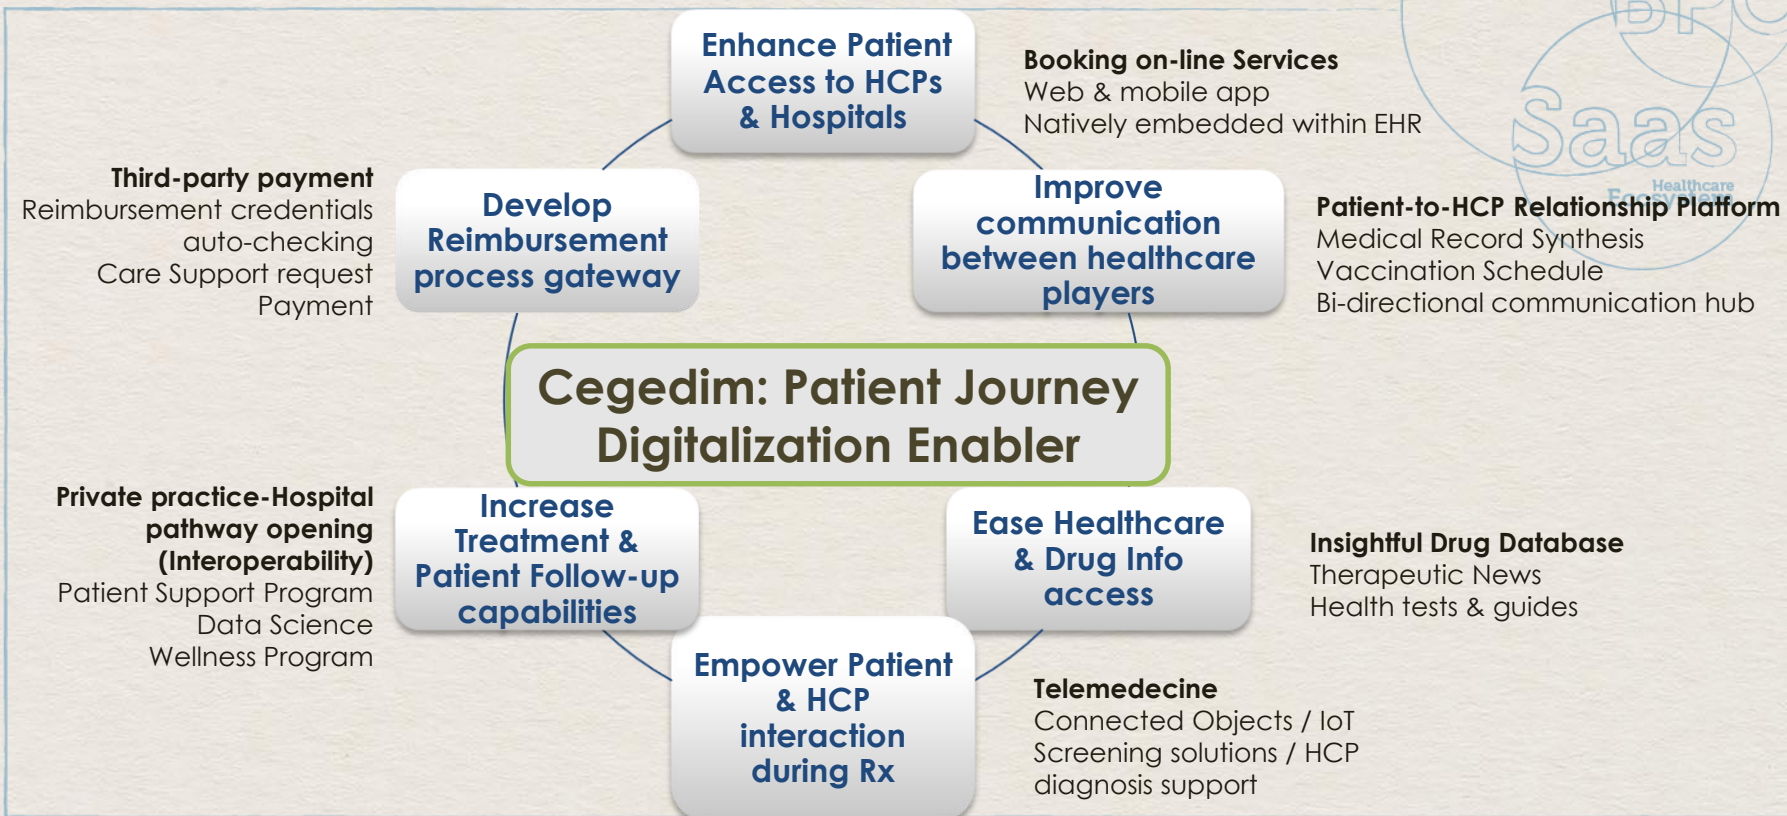 BPO
Saas
Healthcare
Ecosystem
Enhance Patient
Access to HCPs
& Hospitals
Booking on-line Services
Web & mobile app
Natively embedded within EHR
Improve
communication
between healthcare
players
Patient-to-HCP Relationship Platform
Medical Record Synthesis
Vaccination Schedule
Bi-directional communication hub
Third-party payment
Reimbursement credentials
auto-checking
Care Support request
Payment
Develop
Reimbursement
process gateway
Cegedim: Patient Journey
Digitalization Enabler
Private practice-Hospital
pathway opening
(Interoperability)
Patient Support Program
Data Science
Wellness Program
Increase
Treatment &
Patient Follow-up
capabilities
Ease Healthcare
& Drug Info
access
Insightful Drug Database
Therapeutic News
Health tests & guides
Empower Patient
& HCP
interaction
during Rx
Telemedecine
Connected Objects / IoT
Screening solutions / HCP
diagnosis support